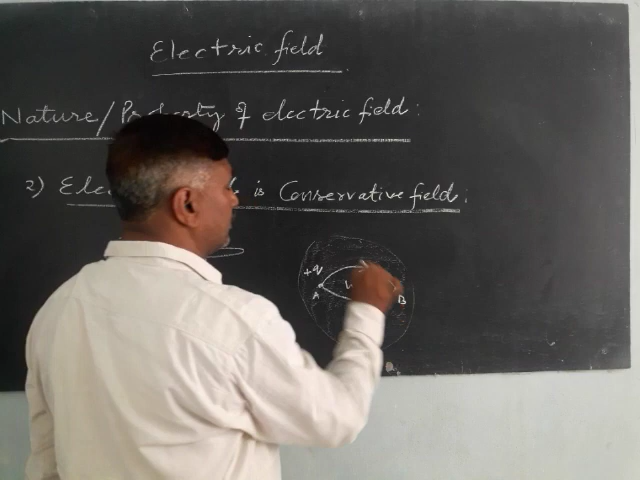 Electric field
Nature/Property of electric field:
2) Ele is Conservative field:
+q
A
B